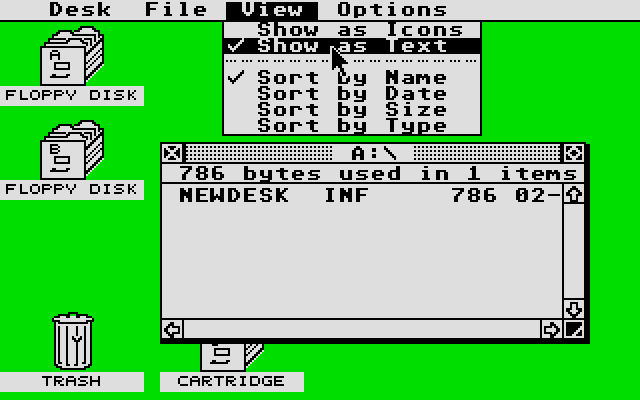 Desk File View Options
Show as Icons
✓ Show as Text
✓ Sort by Name
Sort by Date
Sort by Size
Sort by Type
A
FLOPPY DISK
B
FLOPPY DISK
A:\
786 bytes used in 1 items
NEWDESK INF 786 02-
TRASH
CARTRIDGE